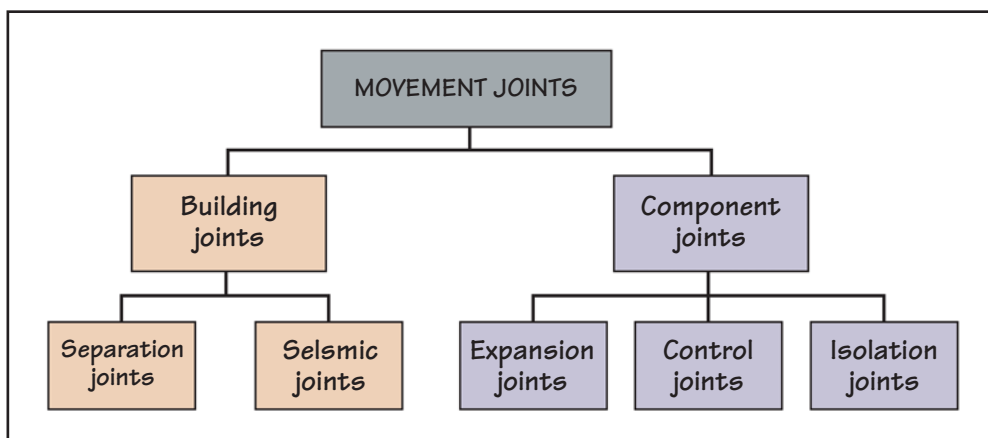 MOVEMENT JOINTS
Building
joints
Component
joints
Separation
joints
Selsmic
joints
Expansion
joints
Control
joints
Isolation
joints